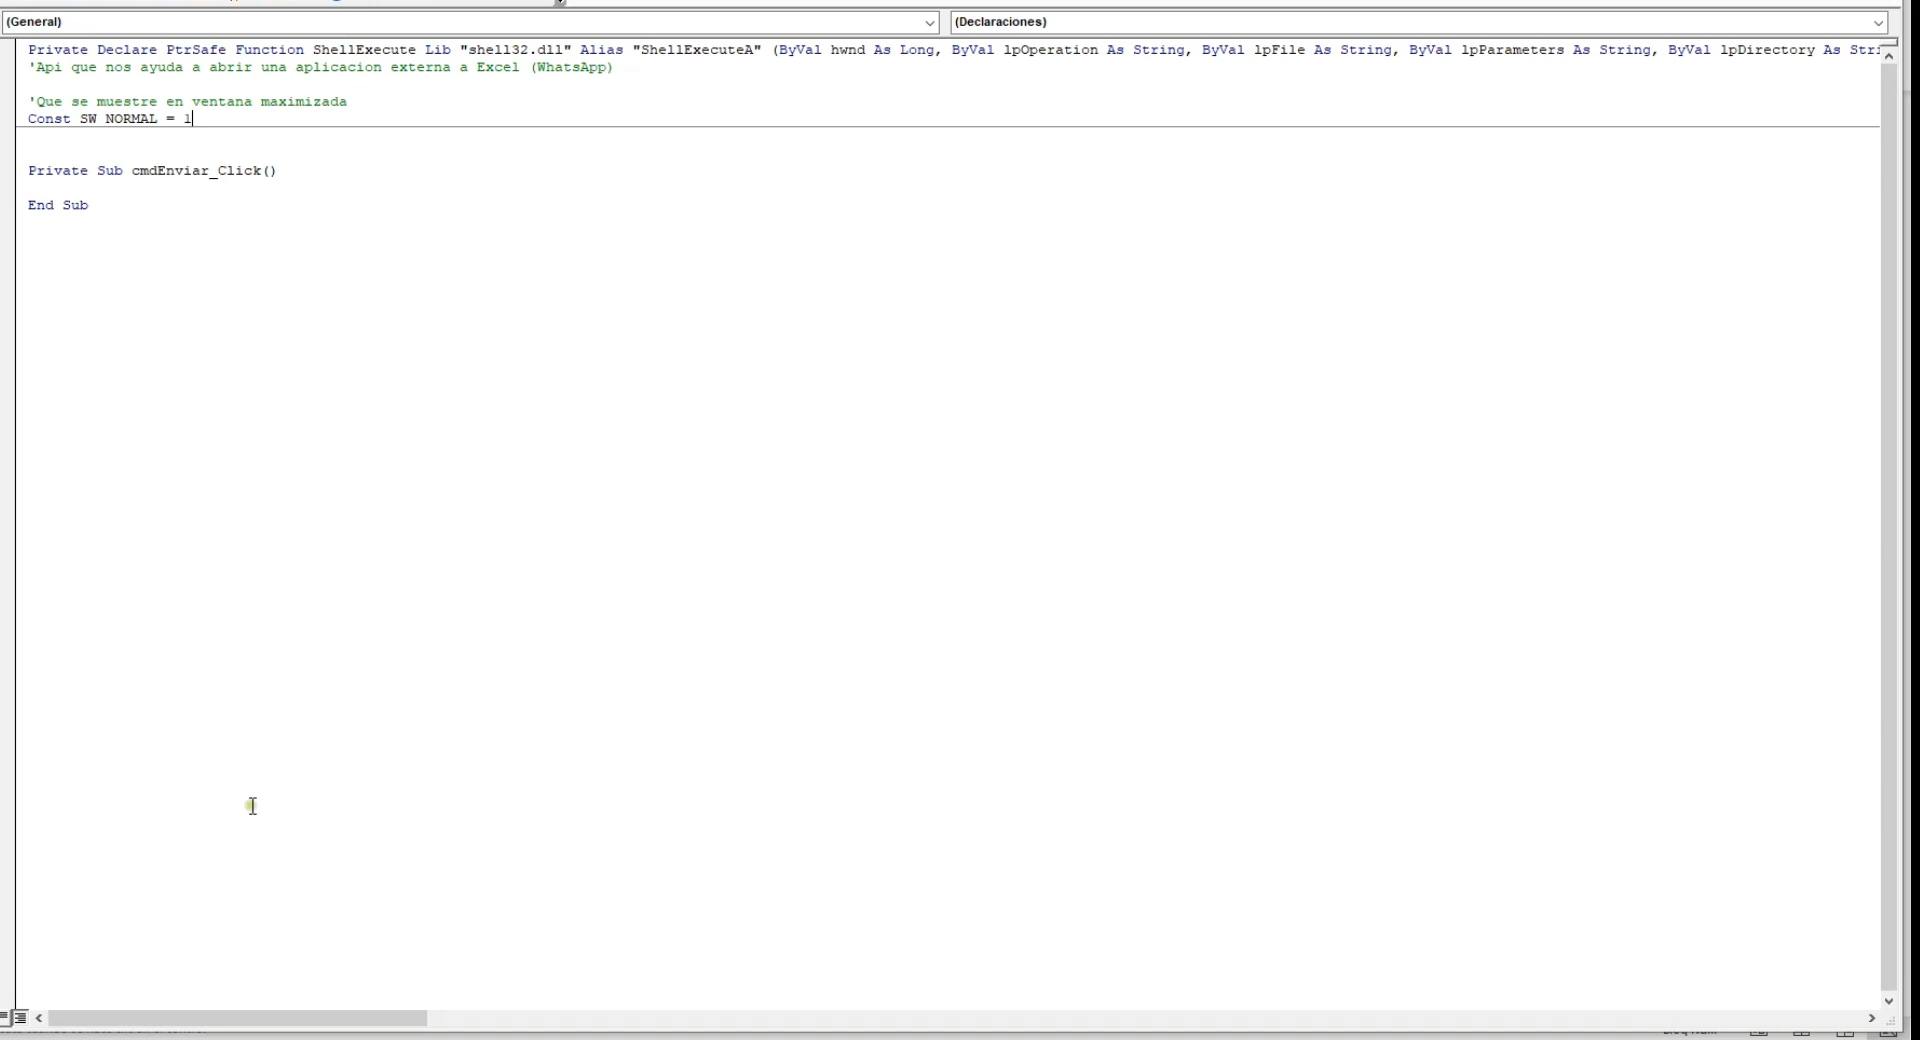 (General) (Declaraciones)
Private Declare PtrSafe Function ShellExecute Lib "shell32.dll" Alias "ShellExecuteA" (ByVal hwnd As Long, ByVal lpOperation As String, ByVal lpFile As String, ByVal lpParameters As String, ByVal lpDirectory As Stri
'Api que nos ayuda a abrir una aplicacion externa a Excel (WhatsApp)
'Que se muestre en ventana maximizada
Const SW_NORMAL = 1
Private Sub cmdEnviar_Click()
End Sub